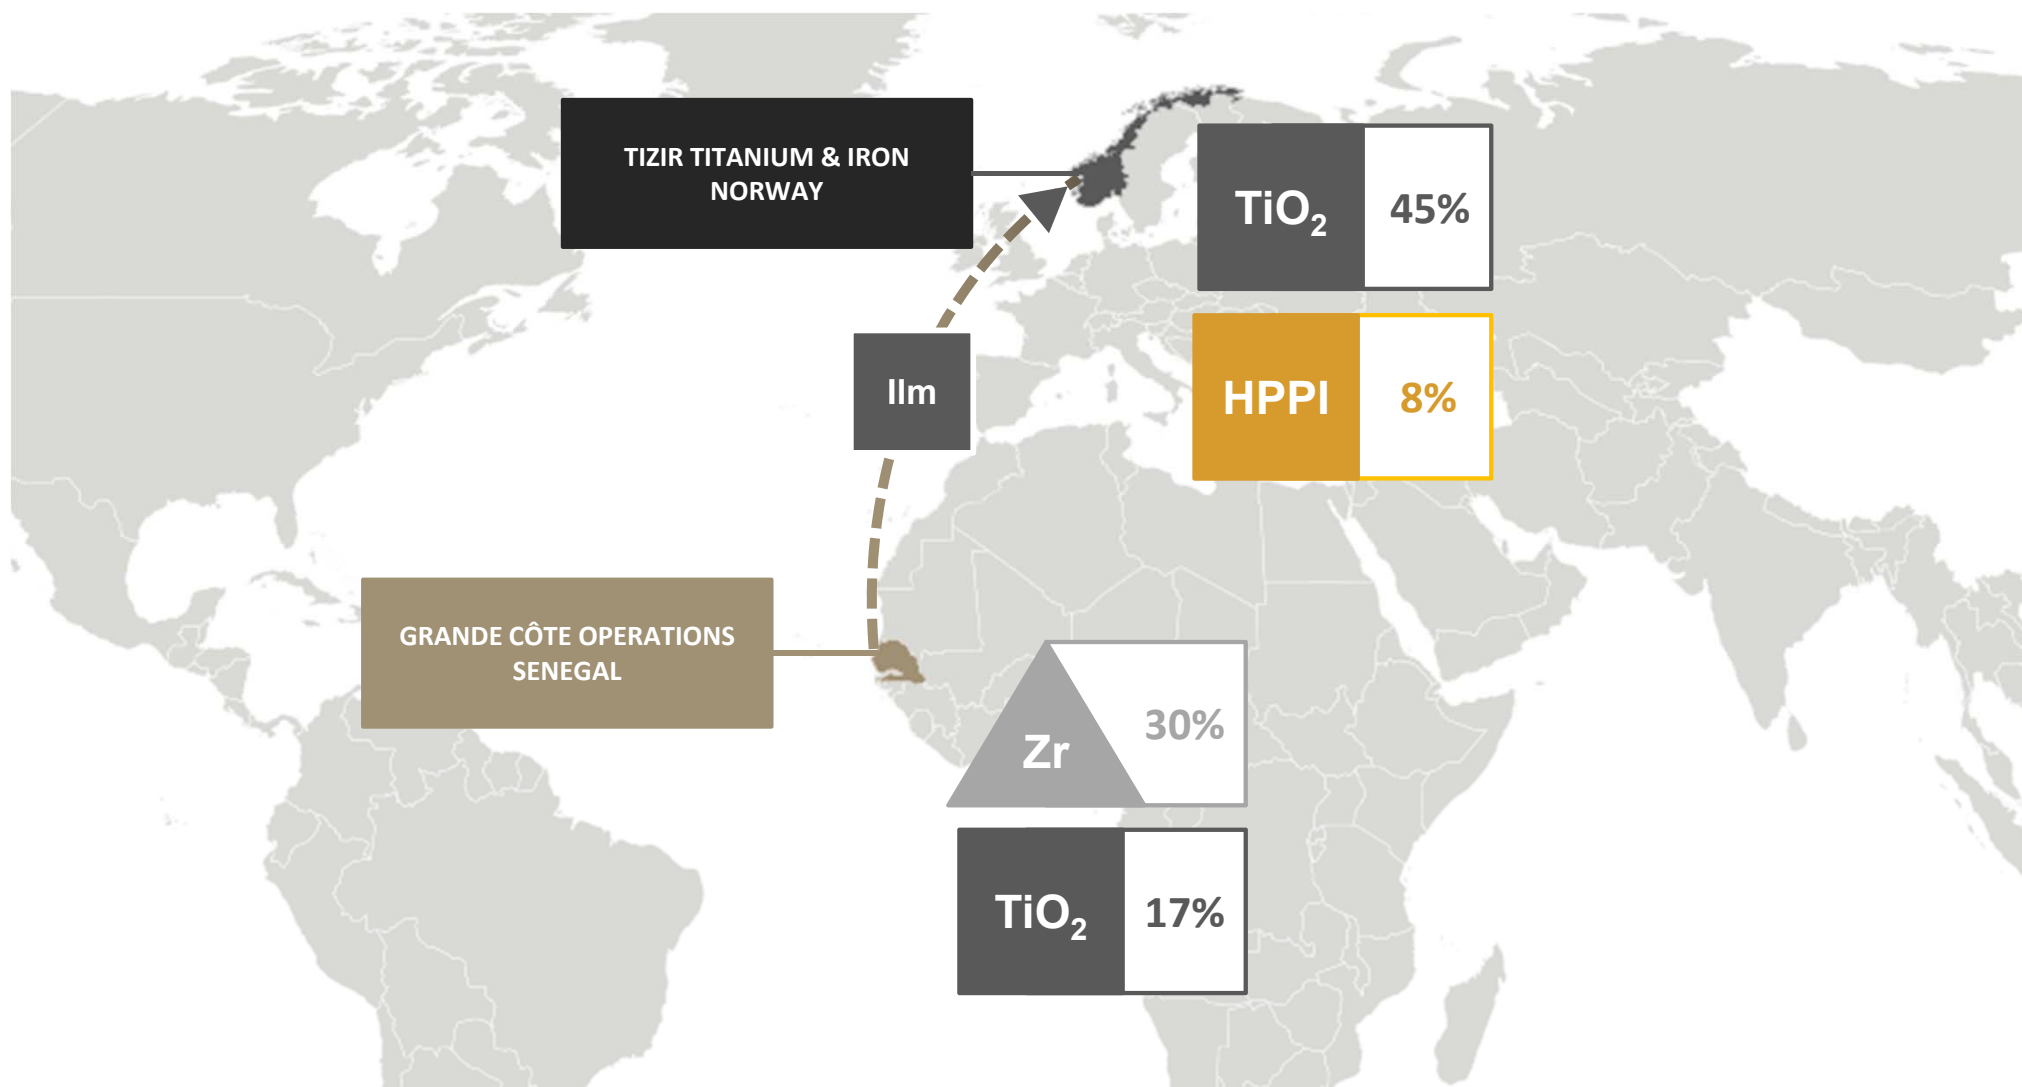 TIZIR TITANIUM & IRON
NORWAY
TiO₂
45%
HPPI
8%
Ilm
GRANDE CÔTE OPERATIONS
SENEGAL
Zr
30%
TiO₂
17%